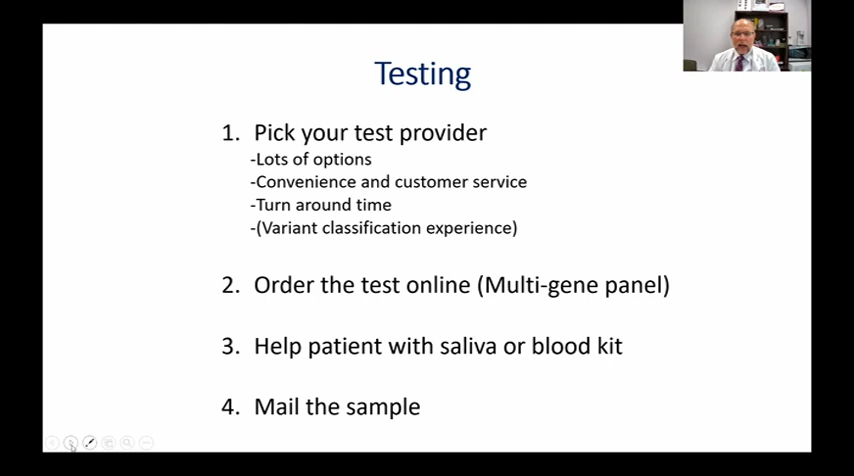 Testing
1. Pick your test provider
-Lots of options
-Convenience and customer service
-Turn around time
-(Variant classification experience)
2. Order the test online (Multi-gene panel)
3. Help patient with saliva or blood kit
4. Mail the sample